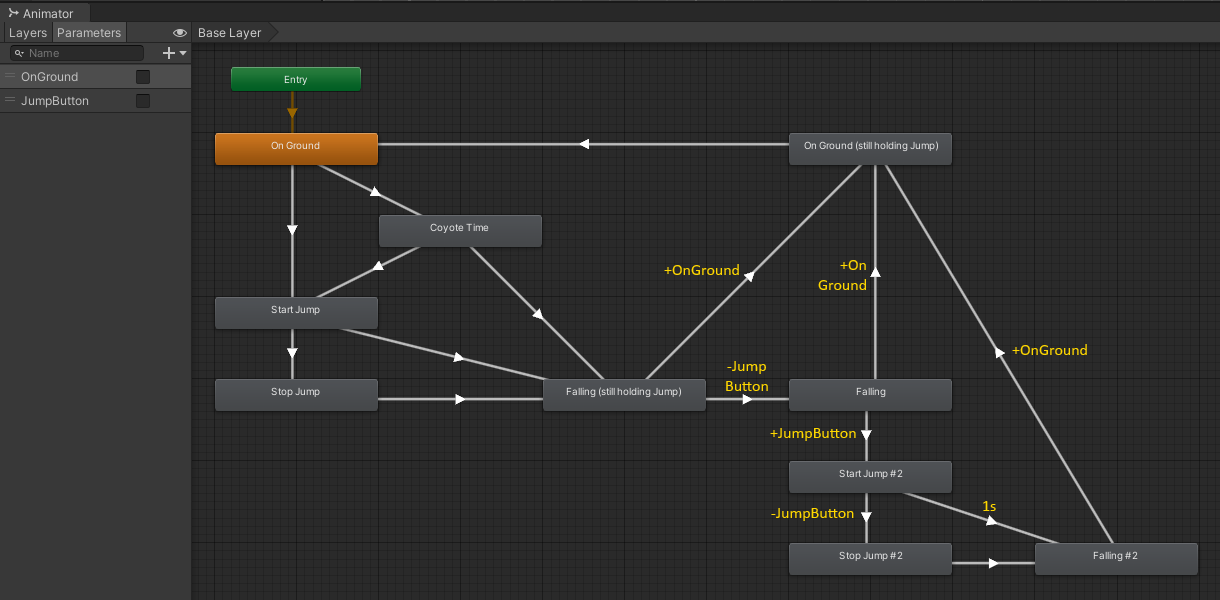 Animator
Layers Parameters
Base Layer
Name
OnGround
JumpButton
Entry
On Ground
On Ground (still holding Jump)
Coyote Time
+OnGround
+On
Ground
Start Jump
+OnGround
-Jump
Button
Stop Jump
Falling (still holding Jump)
Falling
+JumpButton
Start Jump #2
1s
-JumpButton
Stop Jump #2
Falling #2